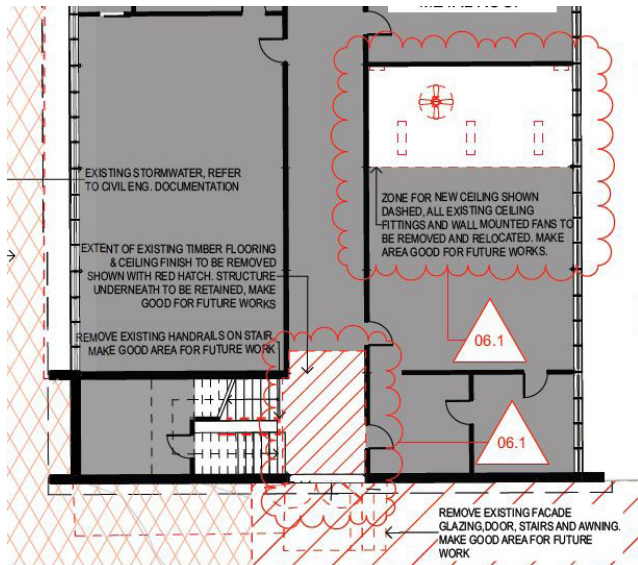 EXISTING STORMWATER, REFER
TO CIVIL ENG. DOCUMENTATION
ZONE FOR NEW CEILING SHOWN
DASHED, ALL EXISTING CEILING
FITTINGS AND WALL MOUNTED FANS TO
BE REMOVED AND RELOCATED. MAKE
AREA GOOD FOR FUTURE WORKS.
EXTENT OF EXISTING TIMBER FLOORING
& CEILING FINISH TO BE REMOVED
SHOWN WITH RED HATCH. STRUCTURE
UNDERNEATH TO BE RETAINED, MAKE
GOOD FOR FUTURE WORKS
REMOVE EXISTING HANDRAILS ON STAIR,
MAKE GOOD AREA FOR FUTURE WORK
06.1
06.1
REMOVE EXISTING FACADE
GLAZING,DOOR, STAIRS AND AWNING.
MAKE GOOD AREA FOR FUTURE
WORK